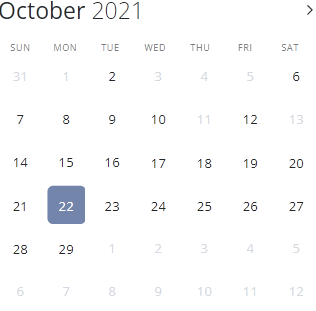 October 2021
SUN MON TUE WED THU FRI SAT
31 1 2 3 4 5 6
7 8 9 10 11 12 13
14 15 16 17 18 19 20
21 22 23 24 25 26 27
28 29 1 2 3 4 5
6 7 8 9 10 11 12